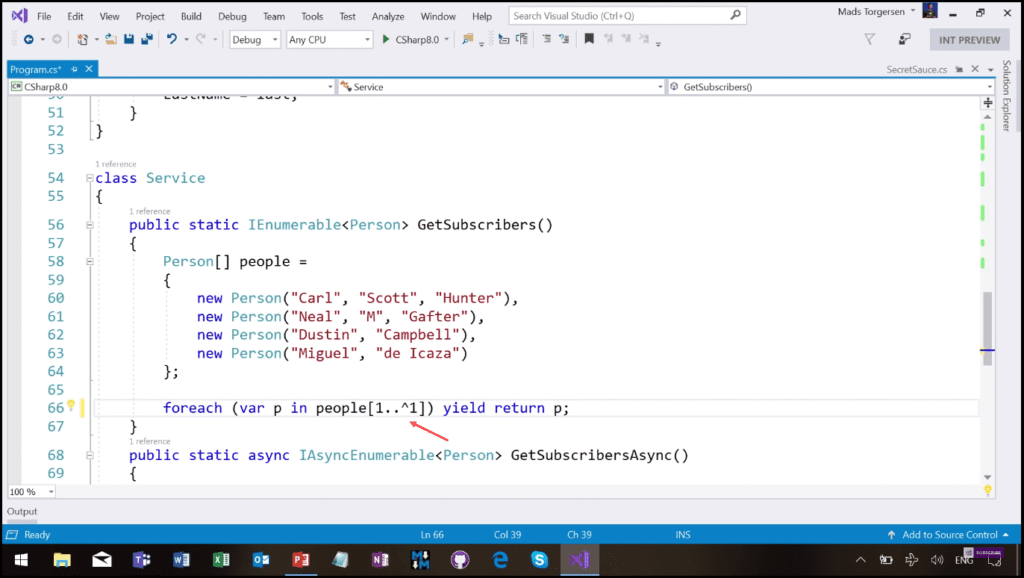 File Edit View Project Build Debug Team Tools Test Analyze Window Help Search Visual Studio (Ctrl+Q) Mads Torgersen
Debug Any CPU CSharp8.0 INT PREVIEW
Program.cs* SecretSauce.cs
CSharp8.0 Service GetSubscribers()
Solution Explorer
LastName = last;
51 }
52 }
53
1 reference
54 class Service
55 {
1 reference
56 public static IEnumerable<Person> GetSubscribers()
57 {
58 Person[] people =
59 {
60 new Person("Carl", "Scott", "Hunter"),
61 new Person("Neal", "M", "Gafter"),
62 new Person("Dustin", "Campbell"),
63 new Person("Miguel", "de Icaza")
64 };
65
66 foreach (var p in people[1..^1]) yield return p;
67 }
1 reference
68 public static async IAsyncEnumerable<Person> GetSubscribersAsync()
69 {
100 %
Output
Ready Ln 66 Col 39 Ch 39 INS Add to Source Control
ENG